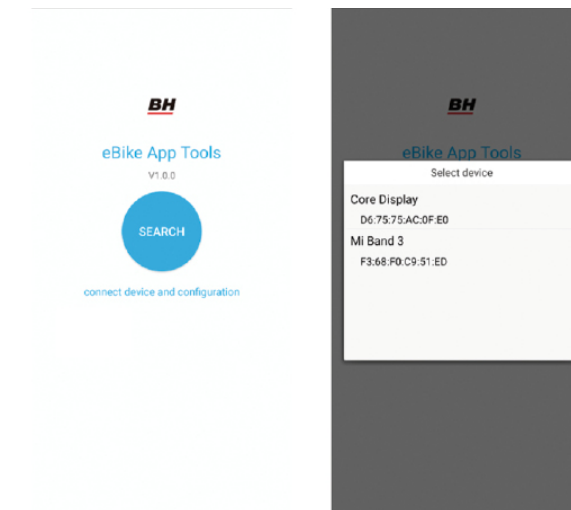 BH
eBike App Tools
V1.0.0
SEARCH
connect device and configuration
BH
eBike App Tools
Select device
Core Display
D6:75:75:AC:0F:E0
Mi Band 3
F3:68:F0:C9:51:ED